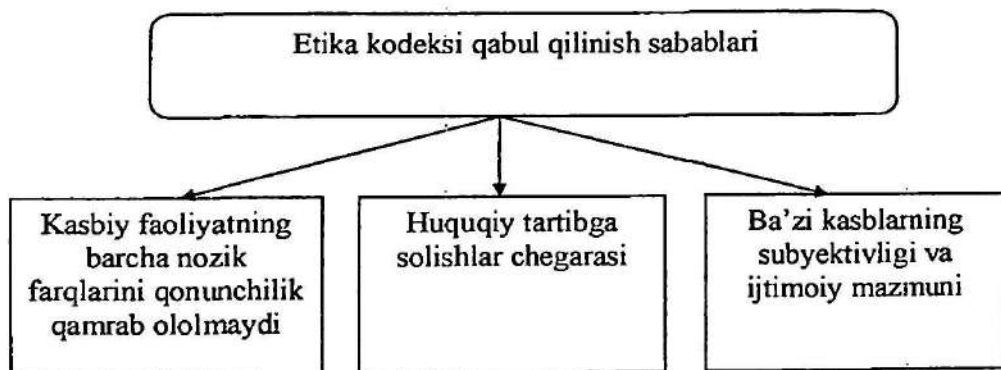 Etika kodeksi qabul qilinish sabablari
Kasbiy faoliyatning
barcha nozik
farqlarini qonunchilik
qamrab ololmaydi
Huquqiy tartibga
solishlar chegarasi
Ba’zi kasblarning
subyektivligi va
ijtimoiy mazmuni